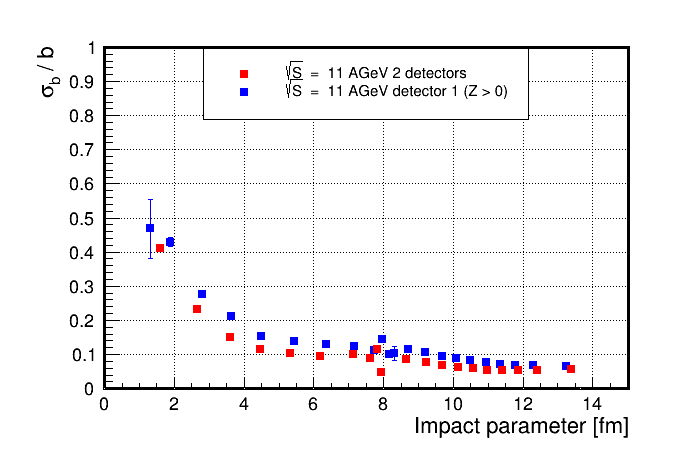 σb / b
1
0.9
0.8
0.7
0.6
0.5
0.4
0.3
0.2
0.1
0
√S = 11 AGeV 2 detectors
√S = 11 AGeV detector 1 (Z > 0)
0 2 4 6 8 10 12 14
Impact parameter [fm]